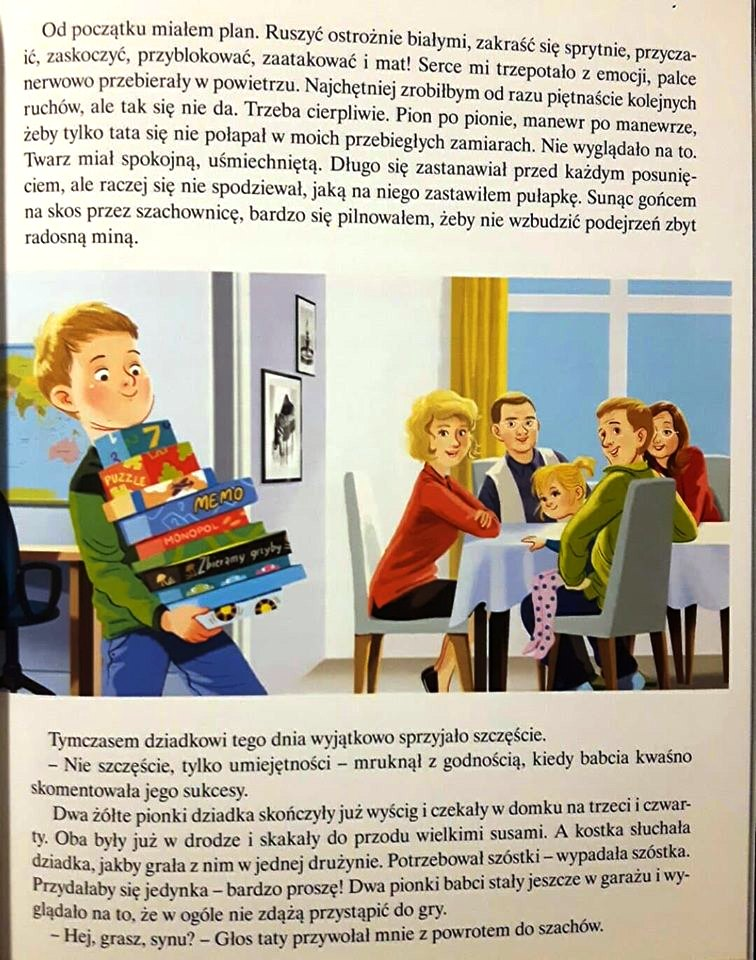 Od początku miałem plan. Ruszyć ostrożnie białymi, zakraść się sprytnie, przycza-
ić, zaskoczyć, przyblokować, zaatakować i mat! Serce mi trzepotało z emocji, palce
nerwowo przebierały w powietrzu. Najchętniej zrobiłbym od razu piętnaście kolejnych
ruchów, ale tak się nie da. Trzeba cierpliwie. Pion po pionie, manewr po manewrze,
żeby tylko tata się nie połapał w moich przebiegłych zamiarach. Nie wyglądało na to.
Twarz miał spokojną, uśmiechniętą. Długo się zastanawiał przed każdym posunię-
ciem, ale raczej się nie spodziewał, jaką na niego zastawiłem pułapkę. Sunąc gońcem
na skos przez szachownicę, bardzo się pilnowałem, żeby nie wzbudzić podejrzeń zbyt
radosną miną.
7
PUZZLE
MEMO
MONOPOL
Zbieramy grzyby
Tymczasem dziadkowi tego dnia wyjątkowo sprzyjało szczęście.
– Nie szczęście, tylko umiejętności – mruknął z godnością, kiedy babcia kwaśno
skomentowała jego sukcesy.
Dwa żółte pionki dziadka skończyły już wyścig i czekały w domku na trzeci i czwar-
ty. Oba były już w drodze i skakały do przodu wielkimi susami. A kostka słuchała
dziadka, jakby grała z nim w jednej drużynie. Potrzebował szóstki – wypadała szóstka.
Przydałaby się jedynka – bardzo proszę! Dwa pionki babci stały jeszcze w garażu i wy-
glądało na to, że w ogóle nie zdążą przystąpić do gry.
– Hej, grasz, synu? – Głos taty przywołał mnie z powrotem do szachów.